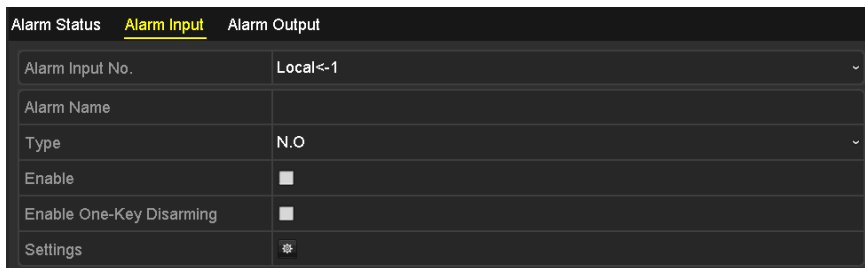 Alarm Status Alarm Input Alarm Output
Alarm Input No. Local<-1
Alarm Name
Type N.O
Enable
Enable One-Key Disarming
Settings